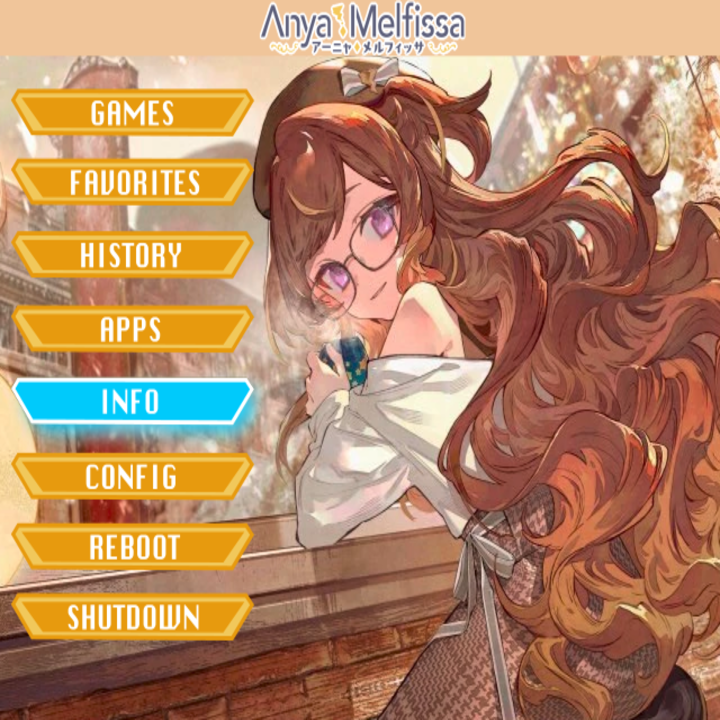 Anya Melfissa
アーニャ メルフィッサ
GAMES
FAVORITES
HISTORY
APPS
INFO
CONFIG
REBOOT
SHUTDOWN